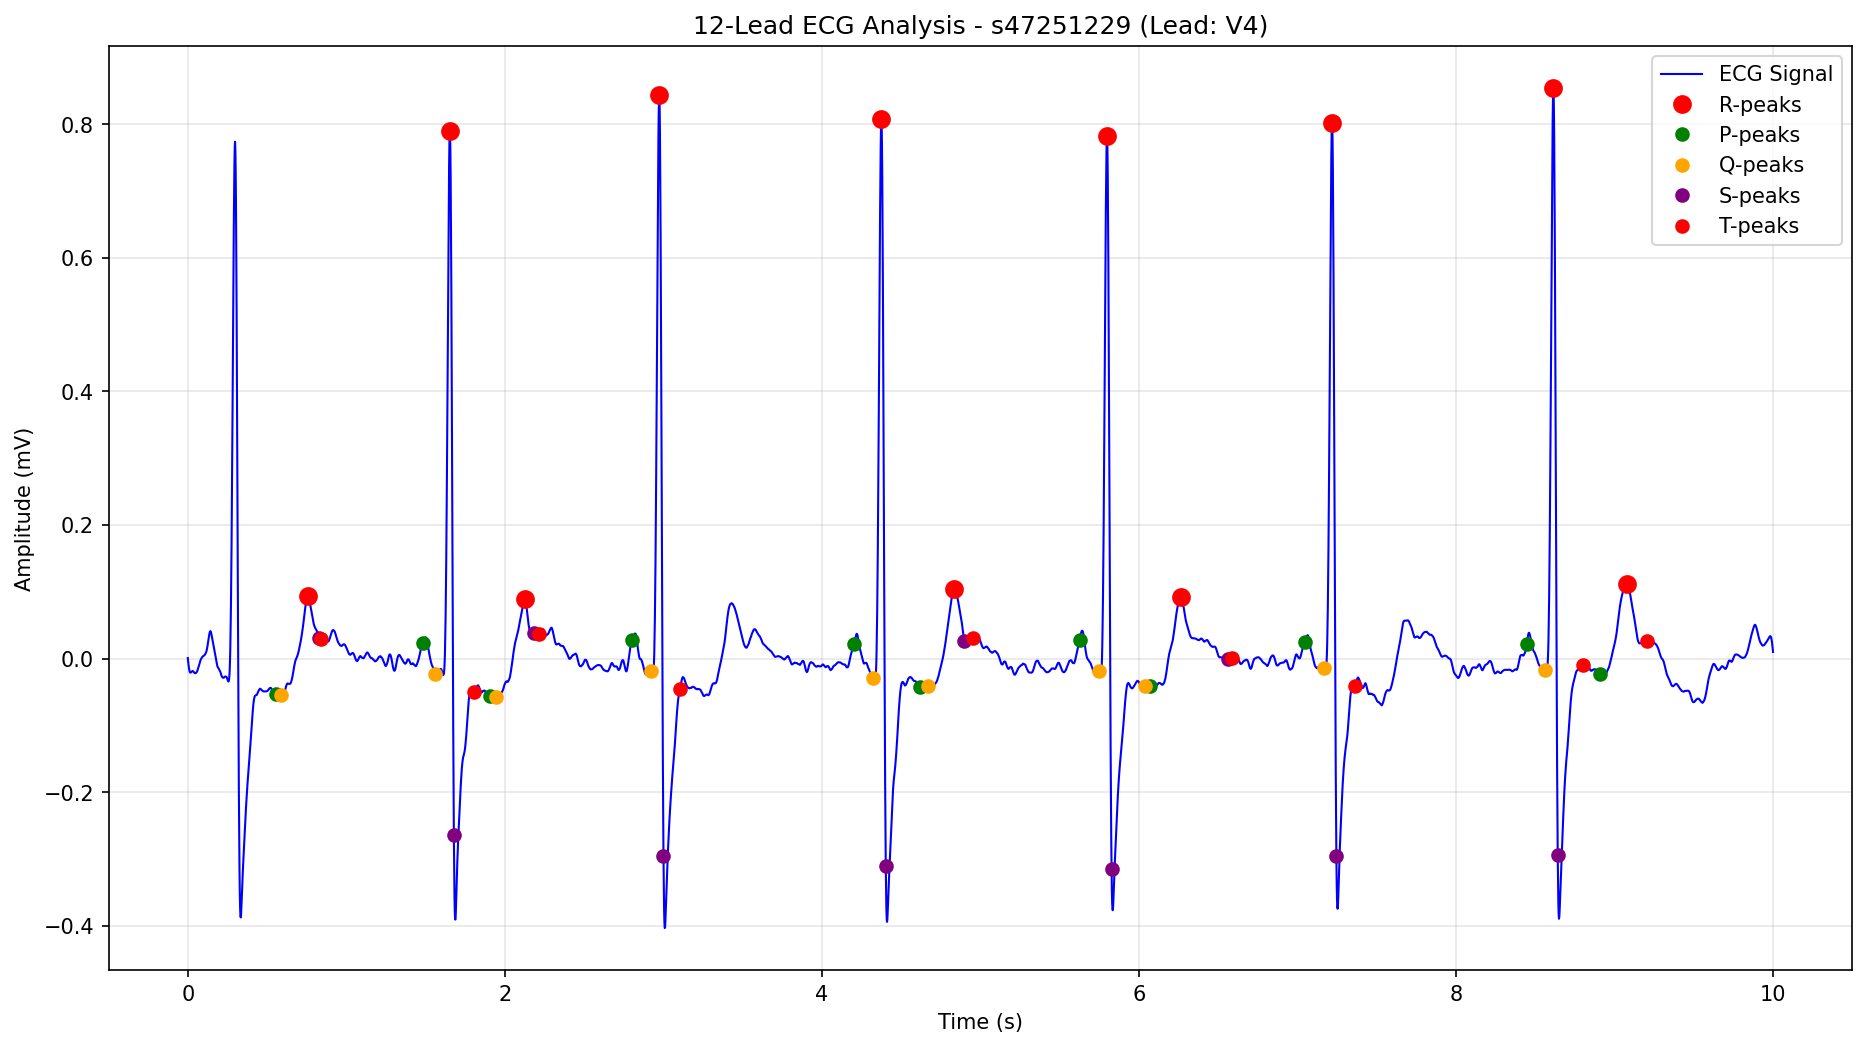 12-Lead ECG Analysis - s47251229 (Lead: V4)
ECG Signal
R-peaks
P-peaks
Q-peaks
S-peaks
T-peaks
Amplitude (mV)
0.8
0.6
0.4
0.2
0.0
−0.2
−0.4
0 2 4 6 8 10
Time (s)